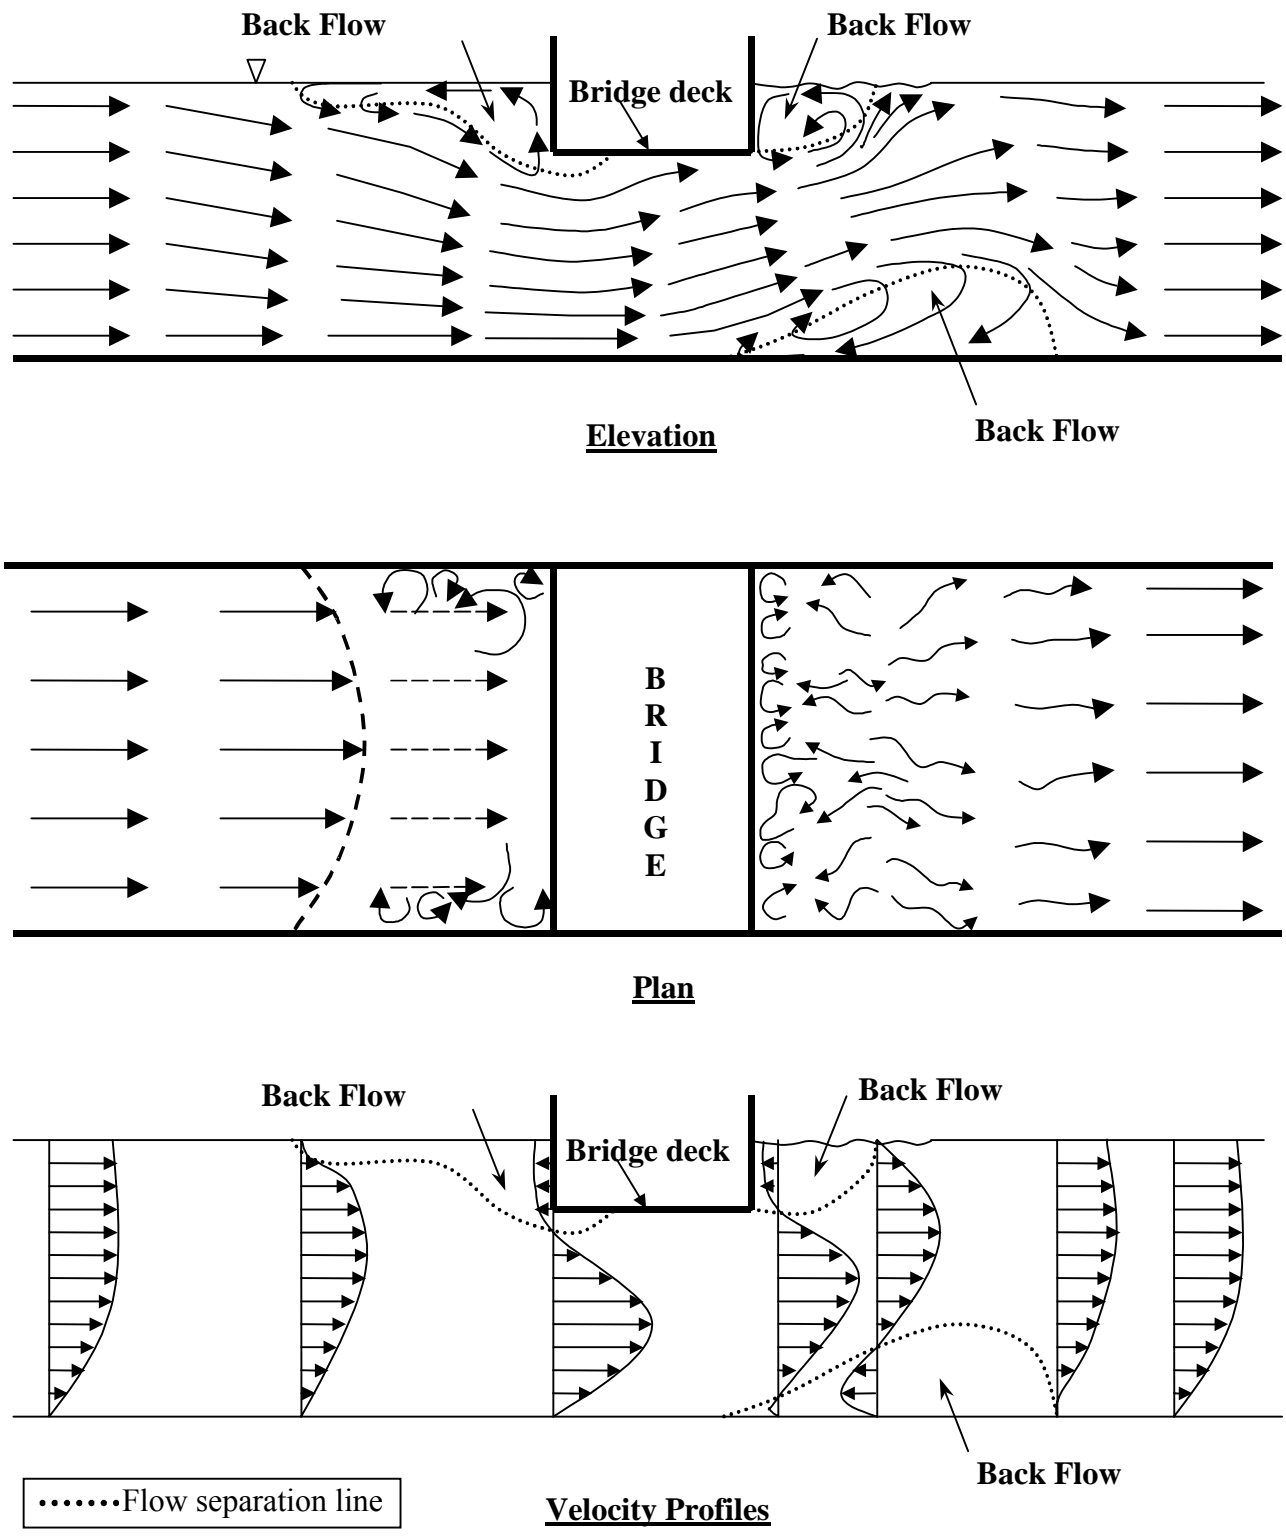 Back Flow
Back Flow
Bridge deck
Back Flow
Elevation
B
R
I
D
G
E
Plan
Back Flow
Back Flow
Bridge deck
Back Flow
Flow separation line
Velocity Profiles